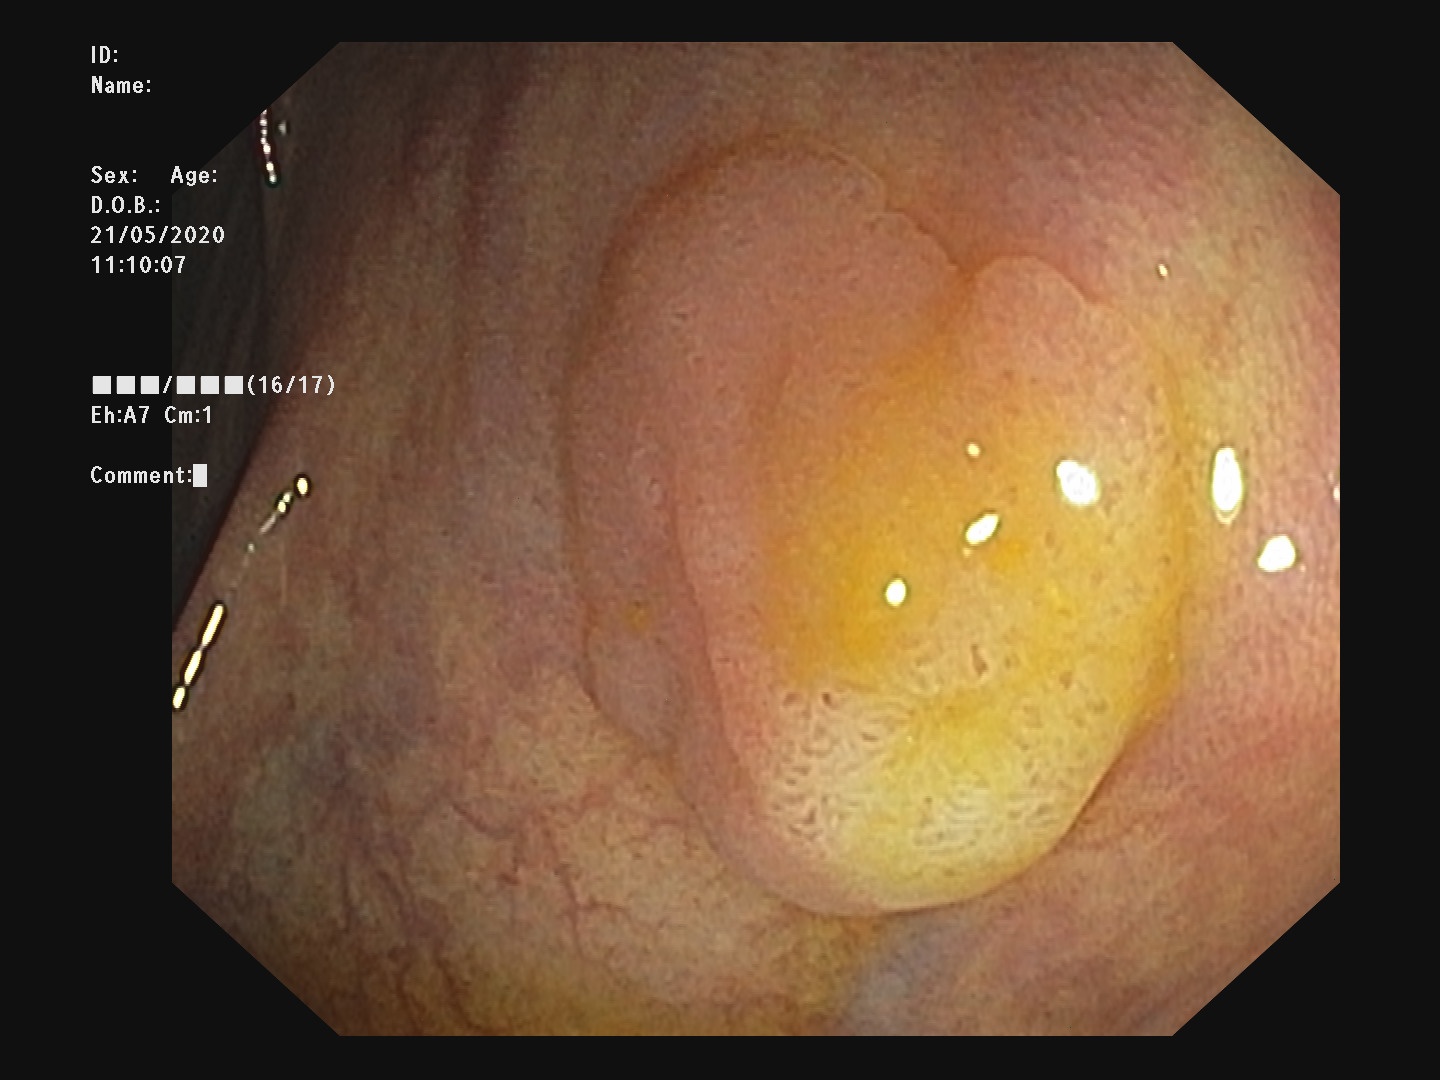 ID:
Name:
Sex: Age:
D.O.B.:
21/05/2020
11:10:07
■■■/■■■(16/17)
Eh:A7 Cm:1
Comment: